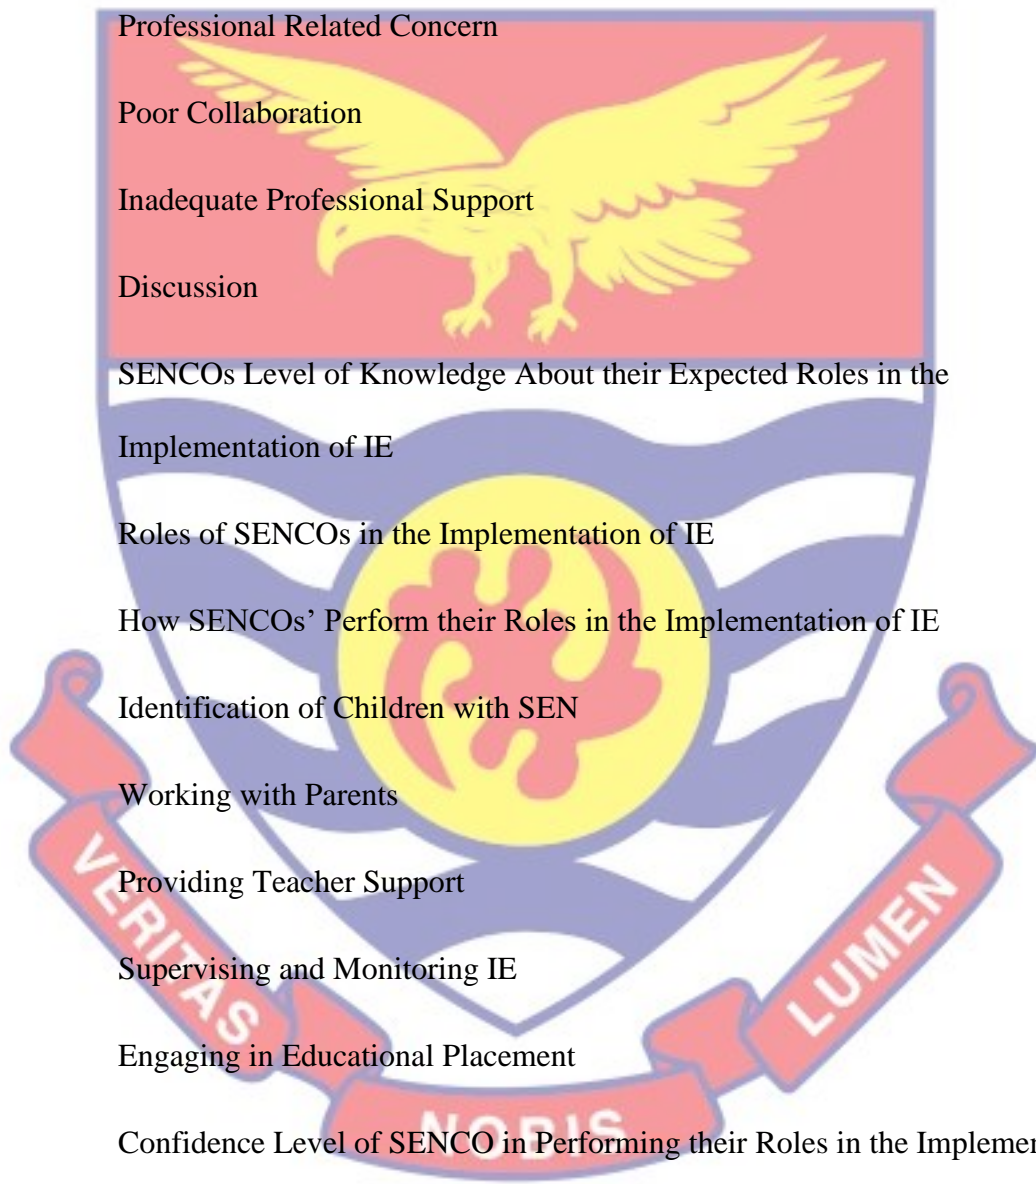 Professional Related Concern
Poor Collaboration
Inadequate Professional Support
Discussion
SENCOs Level of Knowledge About their Expected Roles in the
Implementation of IE
Roles of SENCOs in the Implementation of IE
How SENCOs’ Perform their Roles in the Implementation of IE
Identification of Children with SEN
Working with Parents
Providing Teacher Support
Supervising and Monitoring IE
Engaging in Educational Placement
Confidence Level of SENCO in Performing their Roles in the Implemen
VERITAS
NOBIS
LUMEN